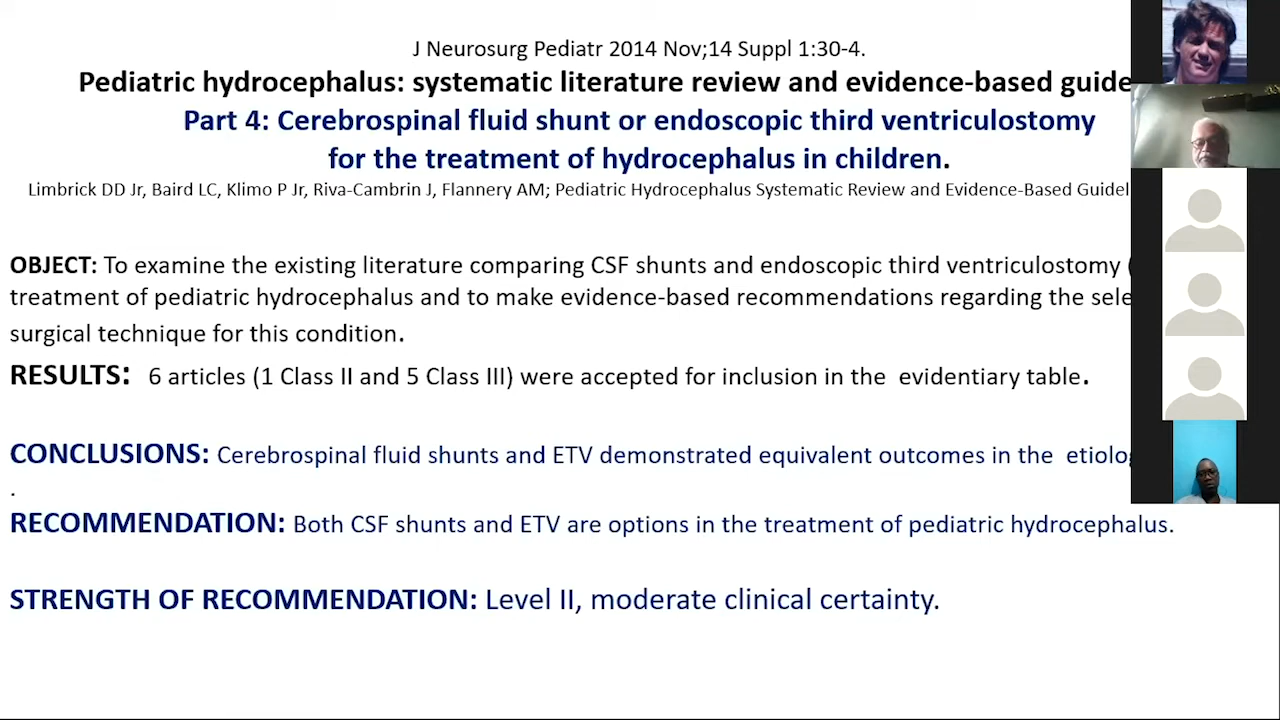 J Neurosurg Pediatr 2014 Nov;14 Suppl 1:30-4.
Pediatric hydrocephalus: systematic literature review and evidence-based guide
Part 4: Cerebrospinal fluid shunt or endoscopic third ventriculostomy
for the treatment of hydrocephalus in children.
Limbrick DD Jr, Baird LC, Klimo P Jr, Riva-Cambrin J, Flannery AM; Pediatric Hydrocephalus Systematic Review and Evidence-Based Guidel
OBJECT: To examine the existing literature comparing CSF shunts and endoscopic third ventriculostomy (
treatment of pediatric hydrocephalus and to make evidence-based recommendations regarding the sele
surgical technique for this condition.
RESULTS: 6 articles (1 Class II and 5 Class III) were accepted for inclusion in the evidentiary table.
CONCLUSIONS: Cerebrospinal fluid shunts and ETV demonstrated equivalent outcomes in the etiolo
.
RECOMMENDATION: Both CSF shunts and ETV are options in the treatment of pediatric hydrocephalus.
STRENGTH OF RECOMMENDATION: Level II, moderate clinical certainty.